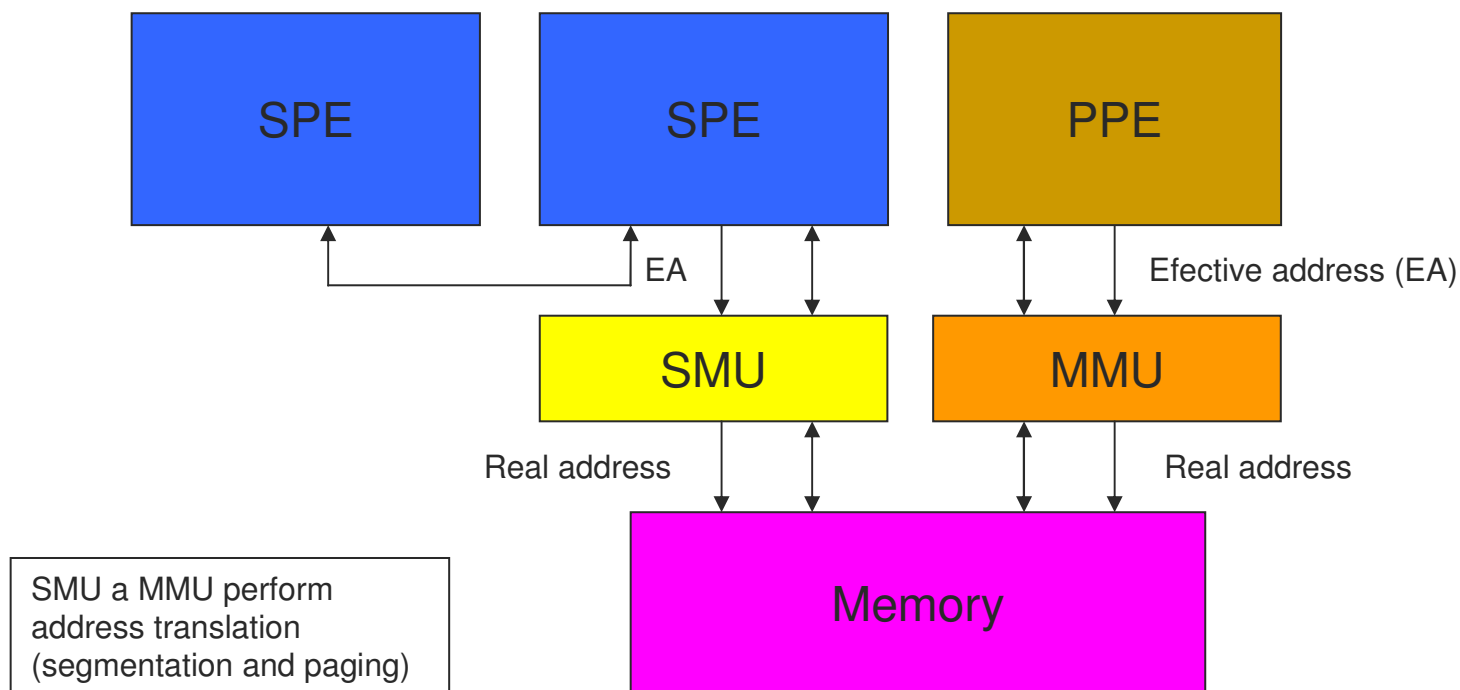 SPE
SPE
PPE
EA
Efective address (EA)
SMU
MMU
Real address
Real address
Memory
SMU a MMU perform
address translation
(segmentation and paging)